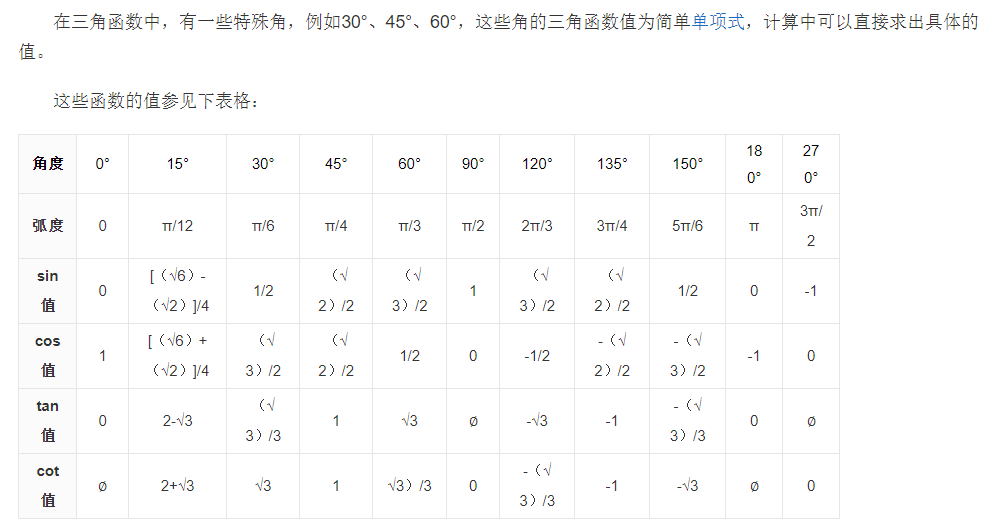 在三角函数中，有一些特殊角，例如30°、45°、60°，这些角的三角函数值为简单单项式，计算中可以直接求出具体的
值。
这些函数的值参见下表格：
角度 0° 15° 30° 45° 60° 90° 120° 135° 150° 180° 270°
弧度 0 π/12 π/6 π/4 π/3 π/2 2π/3 3π/4 5π/6 π 3π/2
sin值 0 [（√6）-（√2）]/4 1/2 （√2）/2 （√3）/2 1 （√3）/2 （√2）/2 1/2 0 -1
cos值 1 [（√6）+（√2）]/4 （√3）/2 （√2）/2 1/2 0 -1/2 -（√2）/2 -（√3）/2 -1 0
tan值 0 2-√3 （√3）/3 1 √3 ∅ -√3 -1 -（√3）/3 0 ∅
cot值 ∅ 2+√3 √3 1 √3）/3 0 -（√3）/3 -1 -√3 ∅ 0